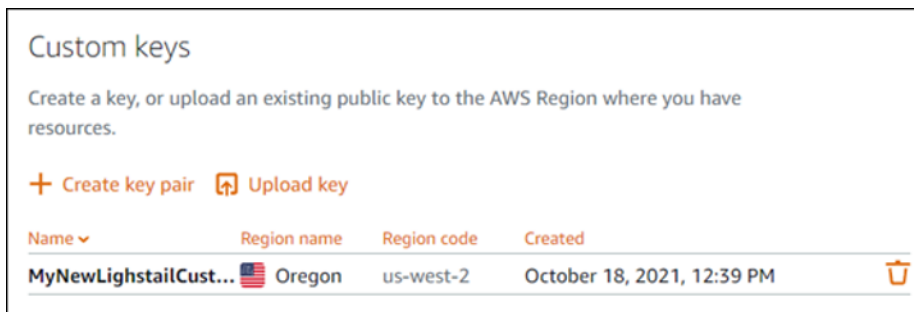 Custom keys
Create a key, or upload an existing public key to the AWS Region where you have
resources.
Create key pair Upload key
Name Region name Region code Created
MyNewLighstailCust... Oregon us-west-2 October 18, 2021, 12:39 PM